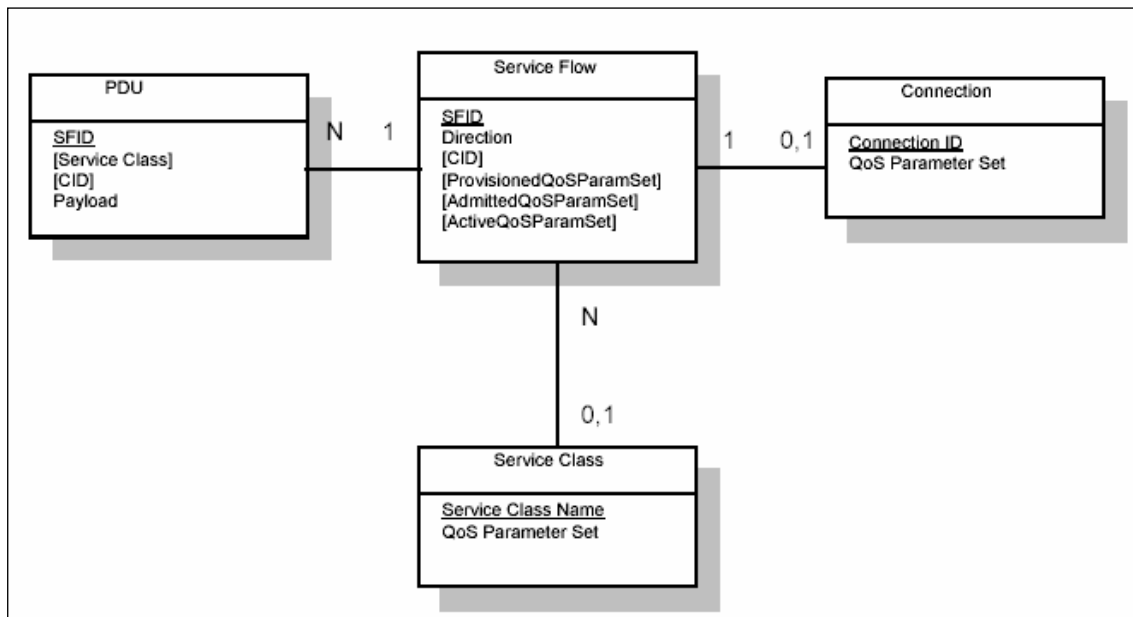 PDU
SFID
[Service Class]
[CID]
Payload
N 1
Service Flow
SFID
Direction
[CID]
[ProvisionedQoSParamSet]
[AdmittedQoSParamSet]
[ActiveQoSParamSet]
1 0,1
Connection
Connection ID
QoS Parameter Set
N
0,1
Service Class
Service Class Name
QoS Parameter Set